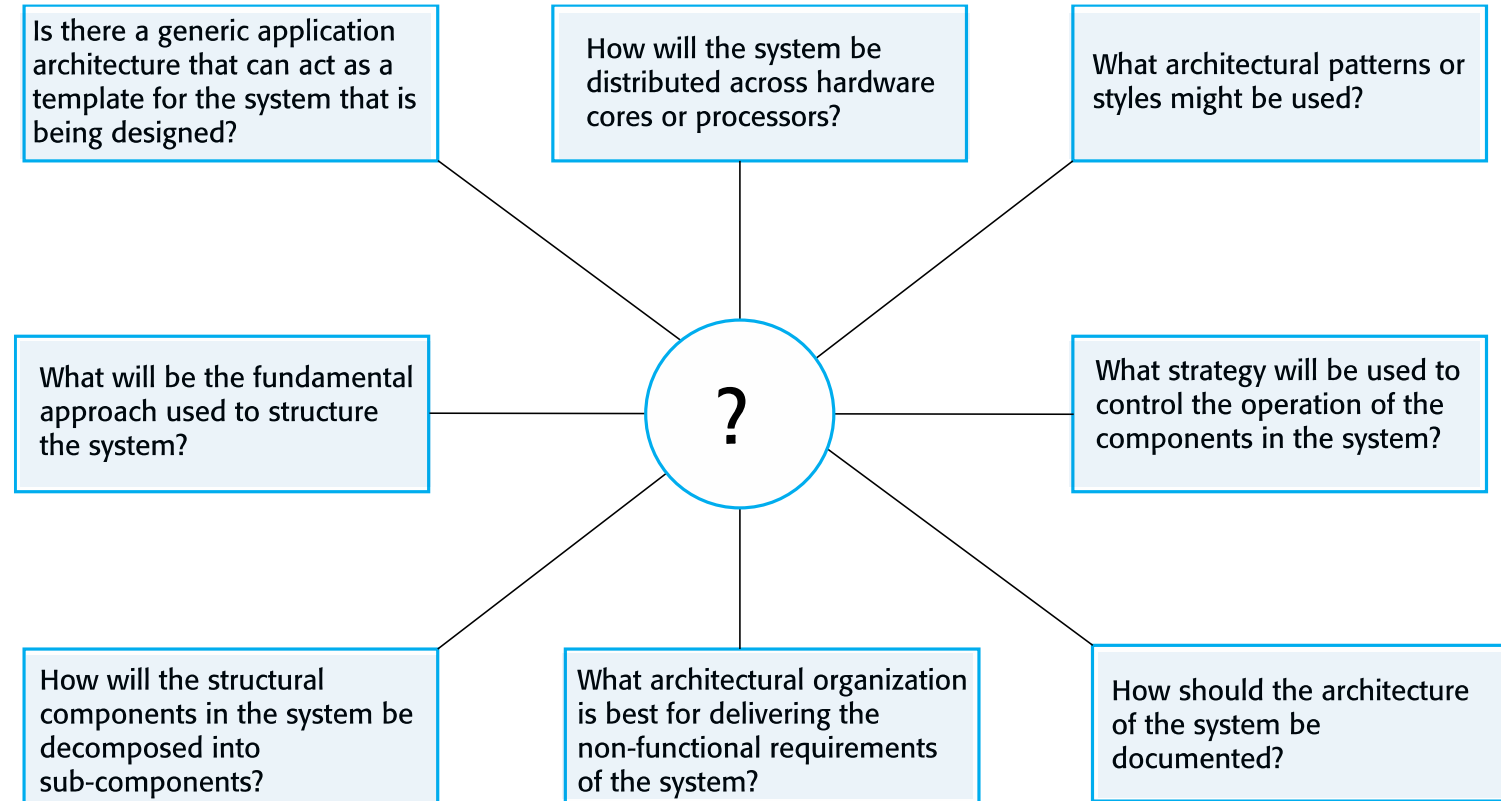 Is there a generic application
architecture that can act as a
template for the system that is
being designed?
How will the system be
distributed across hardware
cores or processors?
What architectural patterns or
styles might be used?
What will be the fundamental
approach used to structure
the system?
?
What strategy will be used to
control the operation of the
components in the system?
How will the structural
components in the system be
decomposed into
sub-components?
What architectural organization
is best for delivering the
non-functional requirements
of the system?
How should the architecture
of the system be
documented?